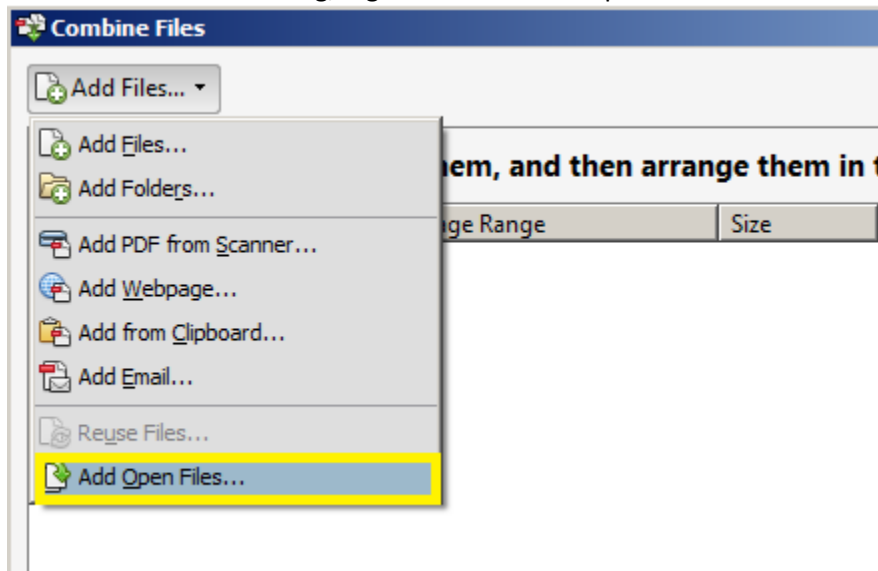 Combine Files
Add Files...
Add Files...
em, and then arrange them in
Add Folders...
ge Range Size
Add PDF from Scanner...
Add Webpage...
Add from Clipboard...
Add Email...
Reuse Files...
Add Open Files...